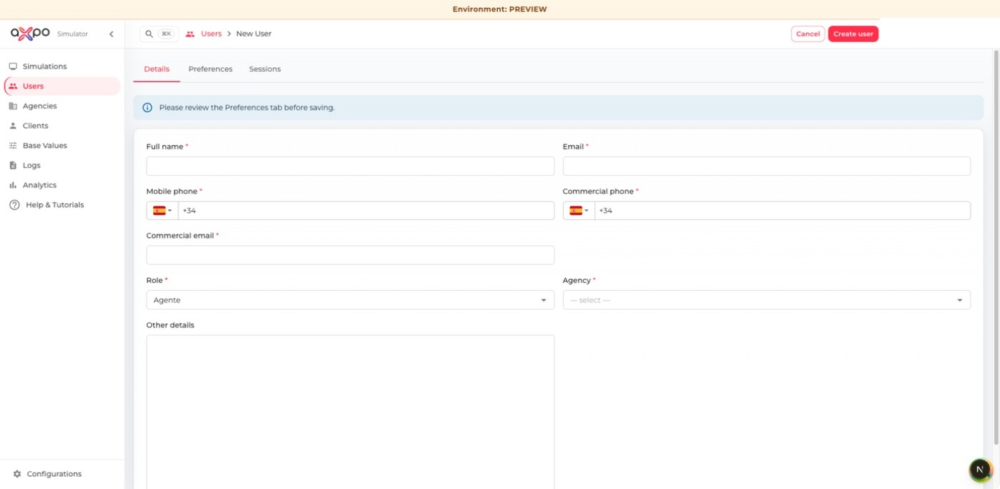 Environment: PREVIEW
axpo Simulator
⌘K Users > New User
Cancel Create user
Simulations
Users
Agencies
Clients
Base Values
Logs
Analytics
Help & Tutorials
Configurations
Details Preferences Sessions
Please review the Preferences tab before saving.
Full name * Email *
Mobile phone * Commercial phone *
+34 +34
Commercial email *
Role * Agency *
Agente — select —
Other details
N